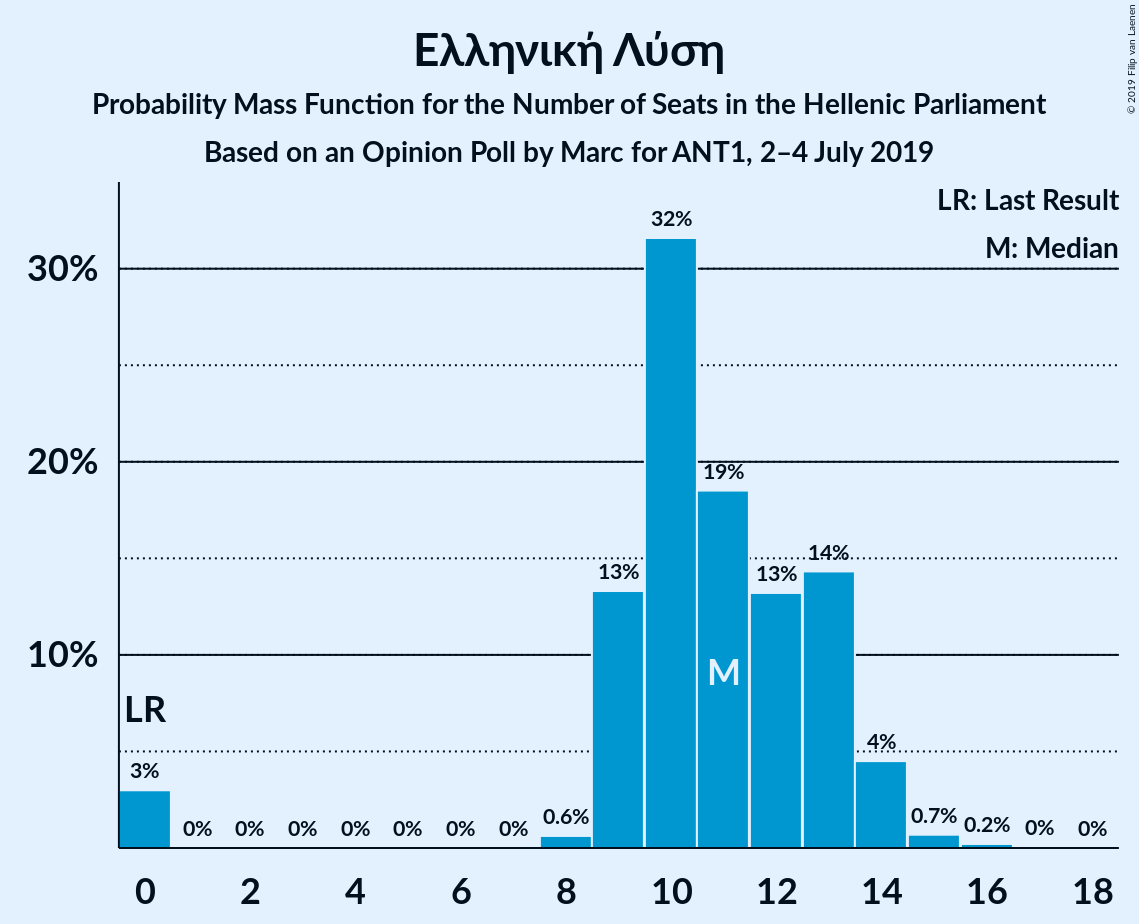 Ελληνική Λύση
Probability Mass Function for the Number of Seats in the Hellenic Parliament
Based on an Opinion Poll by Marc for ANT1, 2–4 July 2019
© 2019 Filip van Laenen
LR: Last Result
M: Median
30%
20%
10%
LR
M
3%
0%
0%
0%
0%
0%
0%
0%
0.6%
13%
32%
19%
13%
14%
4%
0.7%
0.2%
0%
0%
0 2 4 6 8 10 12 14 16 18